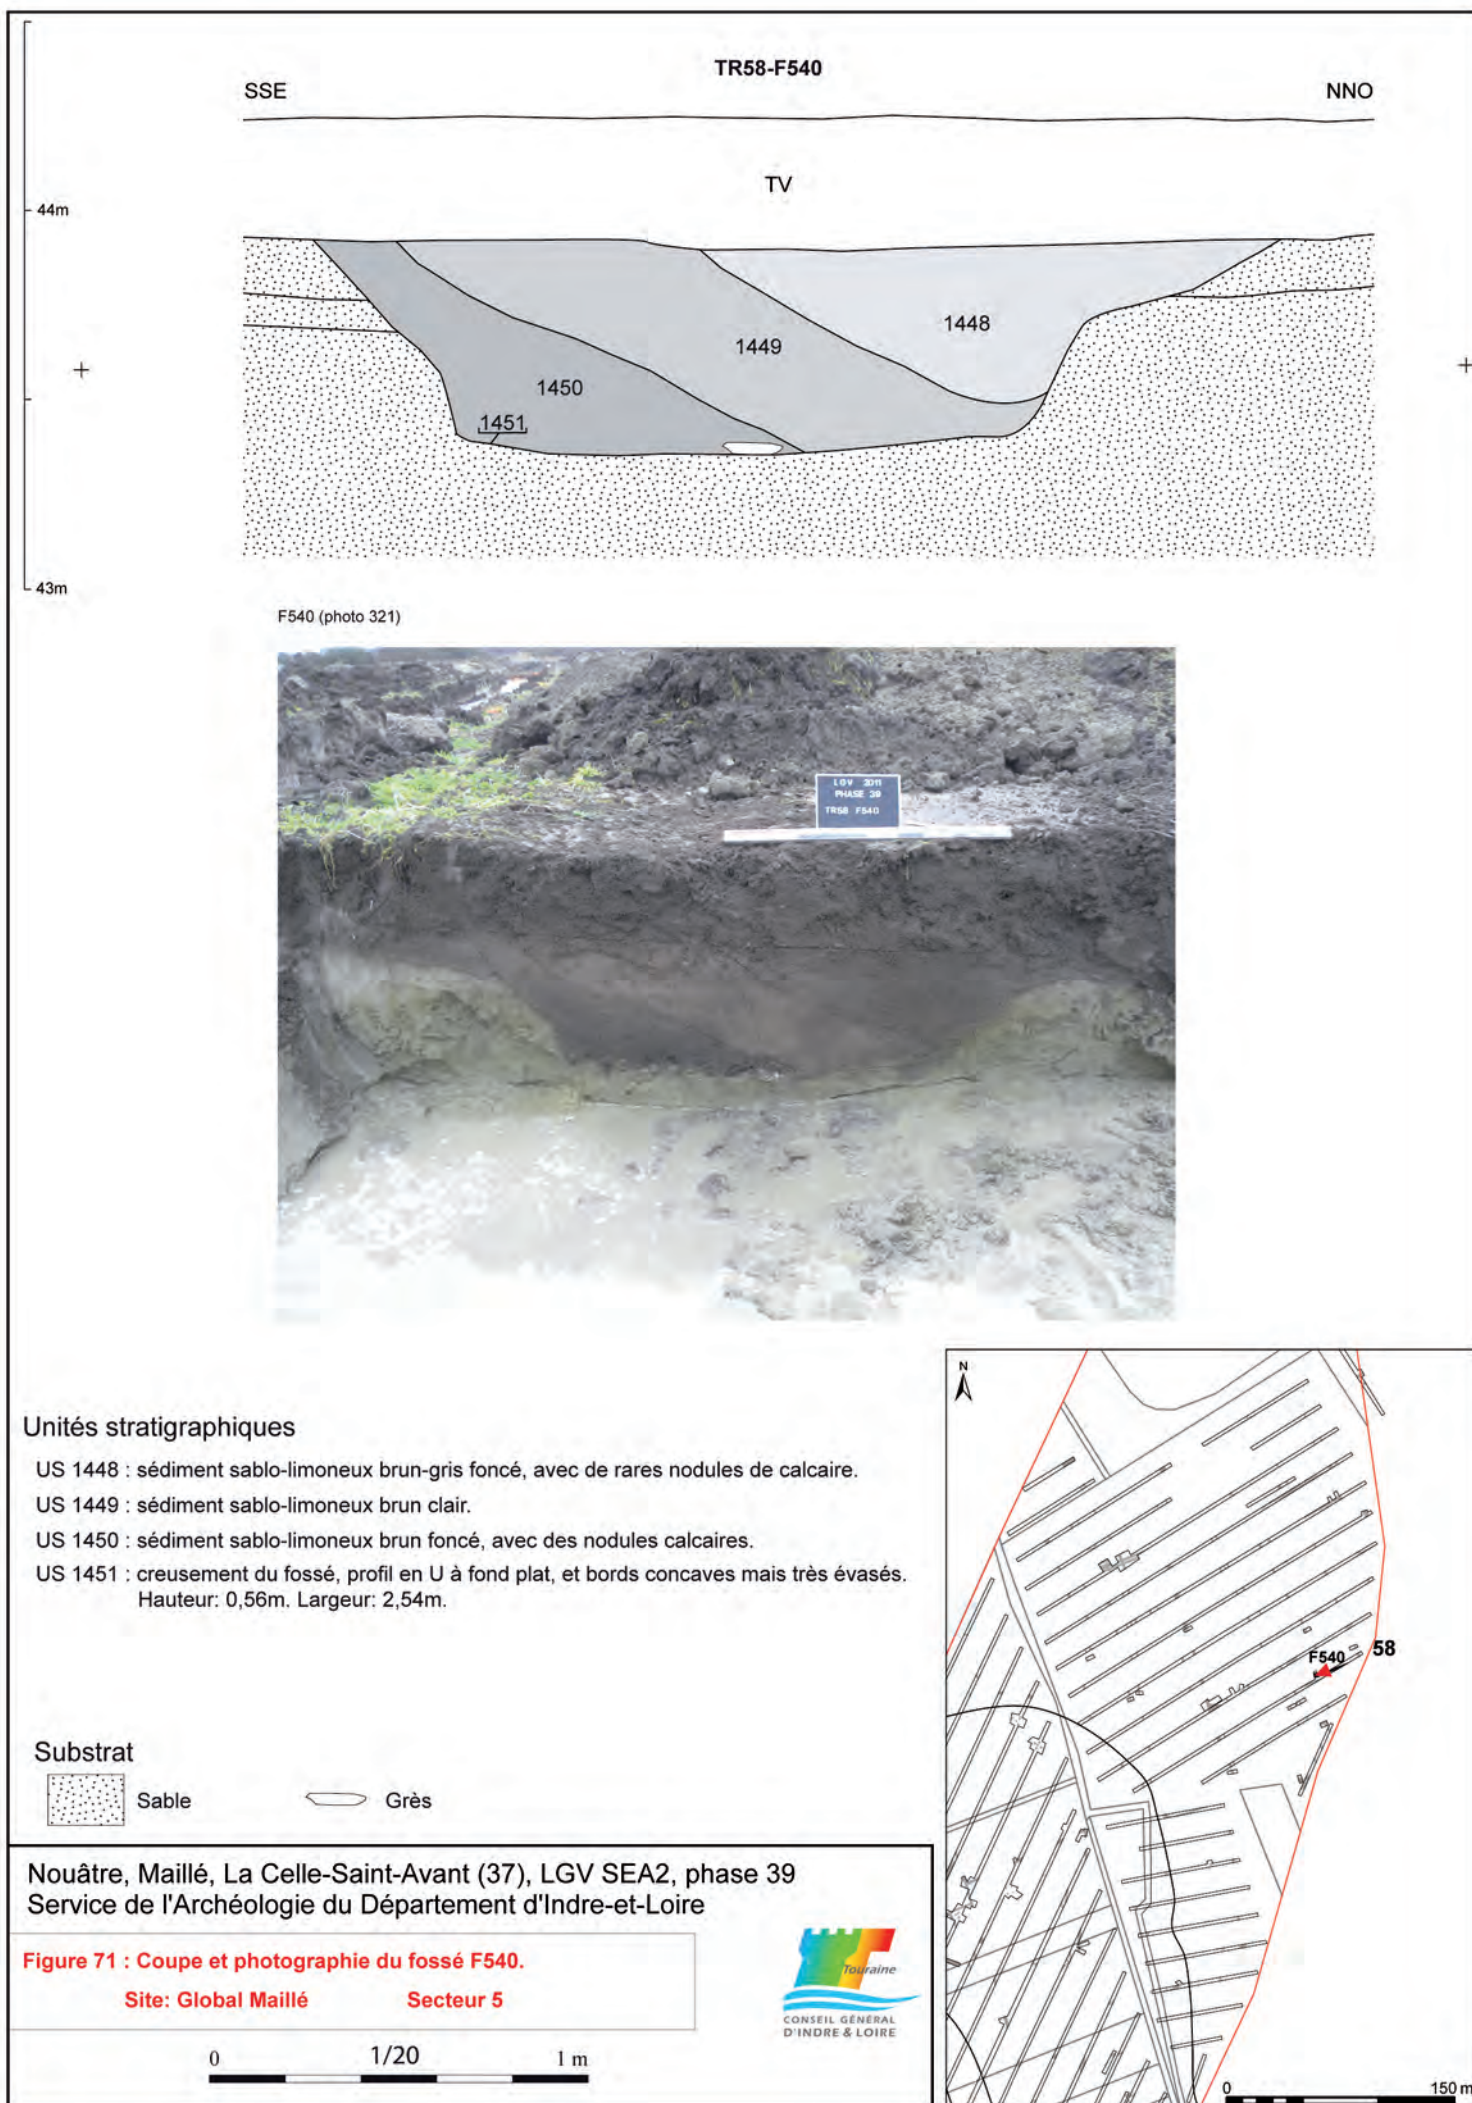 TR58-F540
SSE
NNO
TV
44m
1448
1449
1450
1451
43m
F540 (photo 321)
LGV 2011
PHASE 39
TR58 F540
Unités stratigraphiques
US 1448 : sédiment sablo-limoneux brun-gris foncé, avec de rares nodules de calcaire.
US 1449 : sédiment sablo-limoneux brun clair.
US 1450 : sédiment sablo-limoneux brun foncé, avec des nodules calcaires.
US 1451 : creusement du fossé, profil en U à fond plat, et bords concaves mais très évasés.
Hauteur: 0,56m. Largeur: 2,54m.
Substrat
Sable
Grès
N
F540
58
0
150 m
Nouâtre, Maillé, La Celle-Saint-Avant (37), LGV SEA2, phase 39
Service de l'Archéologie du Département d'Indre-et-Loire
Figure 71 : Coupe et photographie du fossé F540.
Site: Global Maillé Secteur 5
Touraine
CONSEIL GÉNÉRAL
D'INDRE & LOIRE
0 1/20 1 m